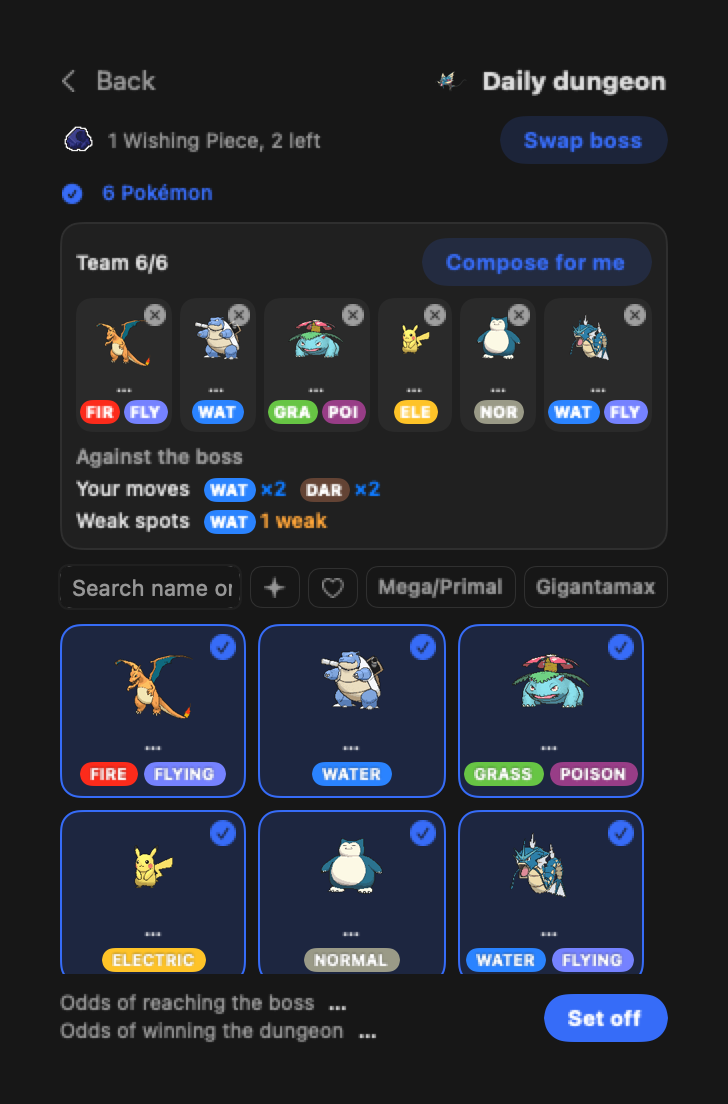 Back
Daily dungeon
1 Wishing Piece, 2 left
Swap boss
6 Pokémon
Team 6/6
Compose for me
... ... ... ... ... ...
FIR FLY WAT GRA POI ELE NOR WAT FLY
Against the boss
Your moves WAT ×2 DAR ×2
Weak spots WAT 1 weak
Search name or
Mega/Primal
Gigantamax
... ... ...
FIRE FLYING WATER GRASS POISON
... ... ...
ELECTRIC NORMAL WATER FLYING
Odds of reaching the boss ...
Odds of winning the dungeon ...
Set off